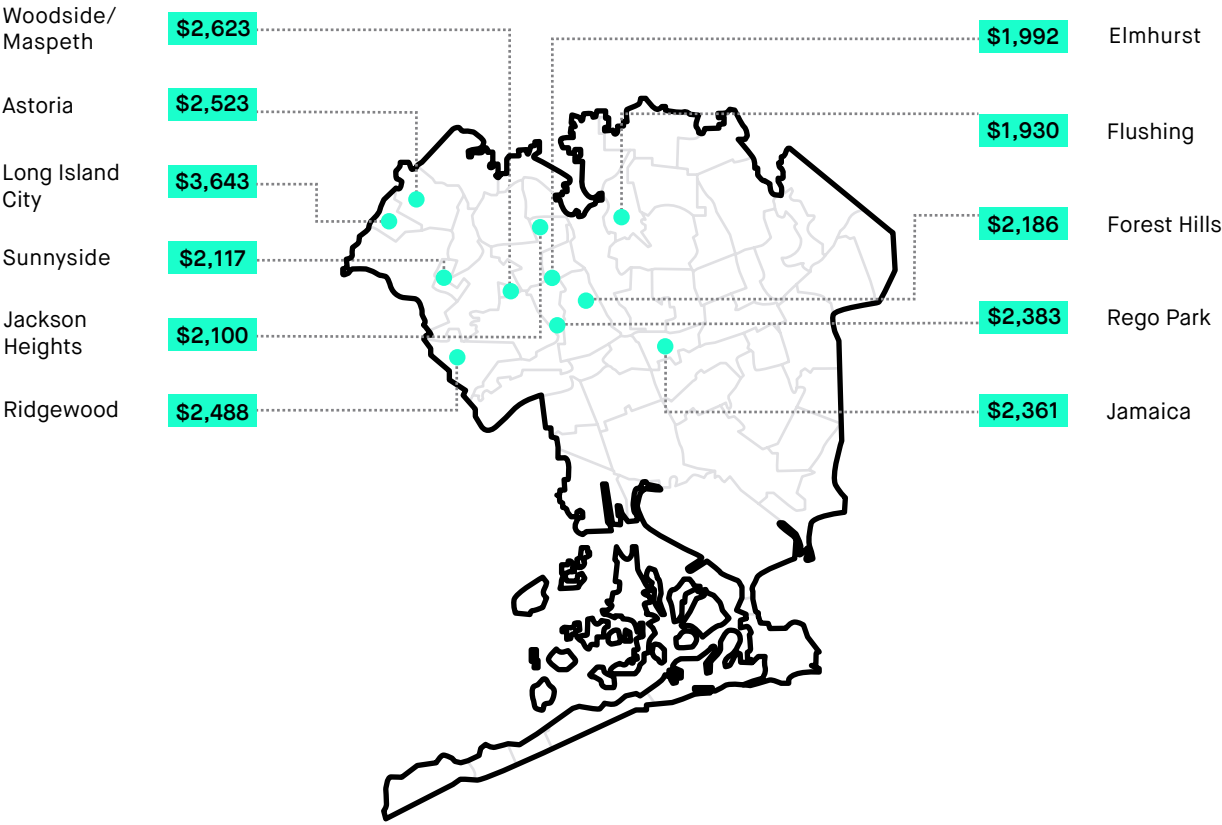 Woodside/
Maspeth
$2,623
Astoria
$2,523
Long Island
City
$3,643
Sunnyside
$2,117
Jackson
Heights
$2,100
Ridgewood
$2,488
$1,992
Elmhurst
$1,930
Flushing
$2,186
Forest Hills
$2,383
Rego Park
$2,361
Jamaica